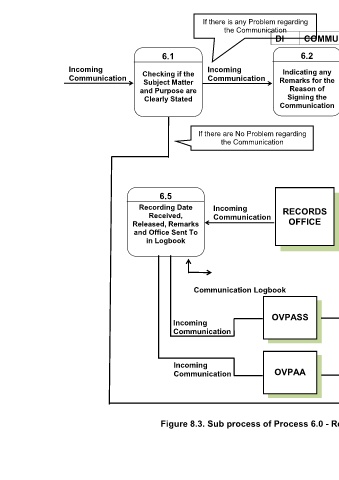 If there is any Problem regarding
the Communication
DI COMMU
6.1
6.2
Incoming
Communication
Checking if the
Subject Matter
and Purpose are
Clearly Stated
Incoming
Communication
Indicating any
Remarks for the
Reason of
Signing the
Communication
If there are No Problem regarding
the Communication
6.5
Recording Date
Received,
Released, Remarks
and Office Sent To
in Logbook
Incoming
Communication
RECORDS
OFFICE
Communication Logbook
OVPASS
Incoming
Communication
Incoming
Communication
OVPAA
Figure 8.3. Sub process of Process 6.0 - Re